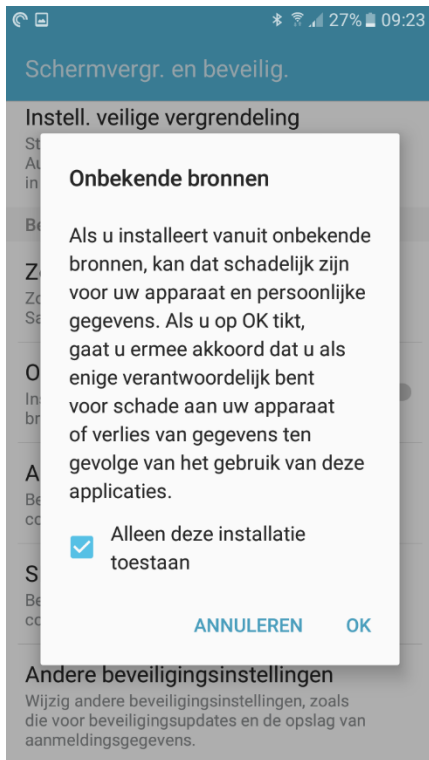 27% 09:23
Schermvergr. en beveilig.
Instell. veilige vergrendeling
Onbekende bronnen
Als u installeert vanuit onbekende
bronnen, kan dat schadelijk zijn
voor uw apparaat en persoonlijke
gegevens. Als u op OK tikt,
gaat u ermee akkoord dat u als
enige verantwoordelijk bent
voor schade aan uw apparaat
of verlies van gegevens ten
gevolge van het gebruik van deze
applicaties.
Alleen deze installatie
toestaan
ANNULEREN OK
Andere beveiligingsinstellingen
Wijzig andere beveiligingsinstellingen, zoals
die voor beveiligingsupdates en de opslag van
aanmeldingsgegevens.